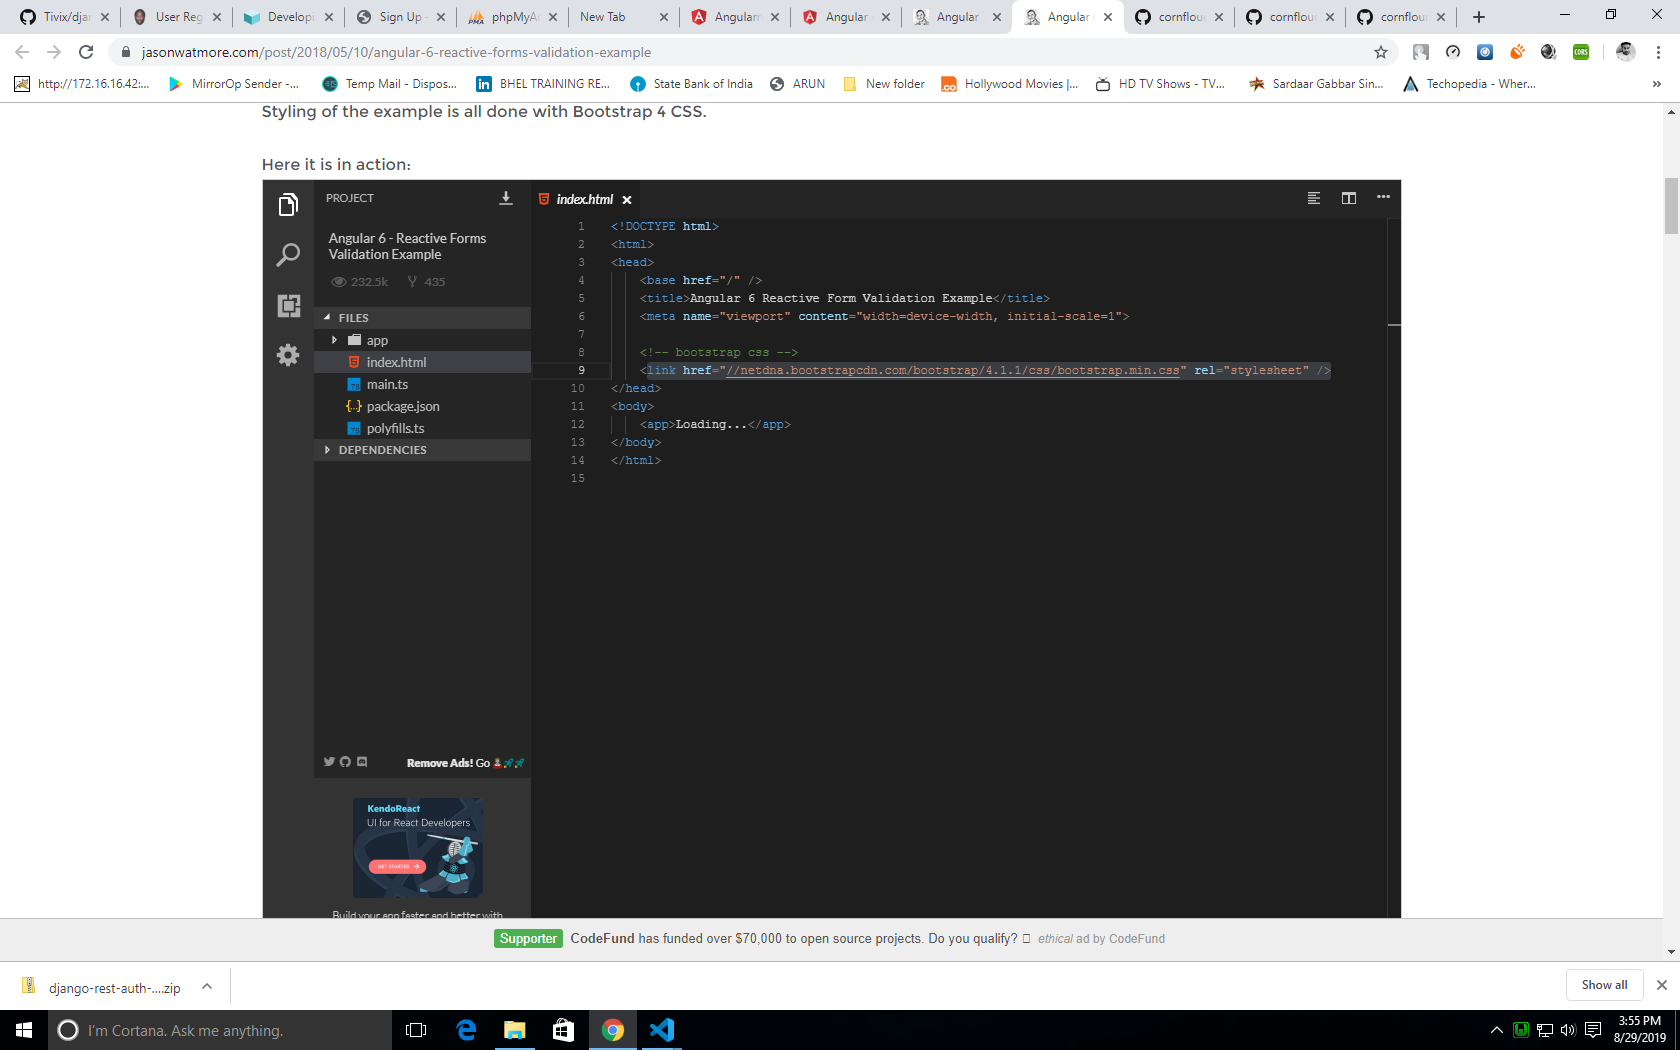 Tivix/djar
User Reg
Developi
Sign Up -
phpMyA
New Tab
Angularm
Angular
Angular
Angular
cornflou
cornflou
cornflou
jasonwatmore.com/post/2018/05/10/angular-6-reactive-forms-validation-example
http://172.16.16.42:...
MirrorOp Sender -...
Temp Mail - Dispos...
BHEL TRAINING RE...
State Bank of India
ARUN
New folder
Hollywood Movies |...
HD TV Shows - TV...
Sardaar Gabbar Sin...
Techopedia - Wher...
Styling of the example is all done with Bootstrap 4 CSS.
Here it is in action:
PROJECT
Angular 6 - Reactive Forms
Validation Example
232.5k 435
FILES
app
index.html
main.ts
package.json
polyfills.ts
DEPENDENCIES
index.html
1 <!DOCTYPE html>
2 <html>
3 <head>
4 <base href="/" />
5 <title>Angular 6 Reactive Form Validation Example</title>
6 <meta name="viewport" content="width=device-width, initial-scale=1">
7
8 <!-- bootstrap css -->
9 <link href="//netdna.bootstrapcdn.com/bootstrap/4.1.1/css/bootstrap.min.css" rel="stylesheet" />
10 </head>
11 <body>
12 <app>Loading...</app>
13 </body>
14 </html>
15
Remove Ads! Go
KendoReact
UI for React Developers
GET STARTED
Build your app faster and better with
Supporter CodeFund has funded over $70,000 to open source projects. Do you qualify? ethical ad by CodeFund
django-rest-auth-....zip
Show all
I'm Cortana. Ask me anything.
3:55 PM
8/29/2019